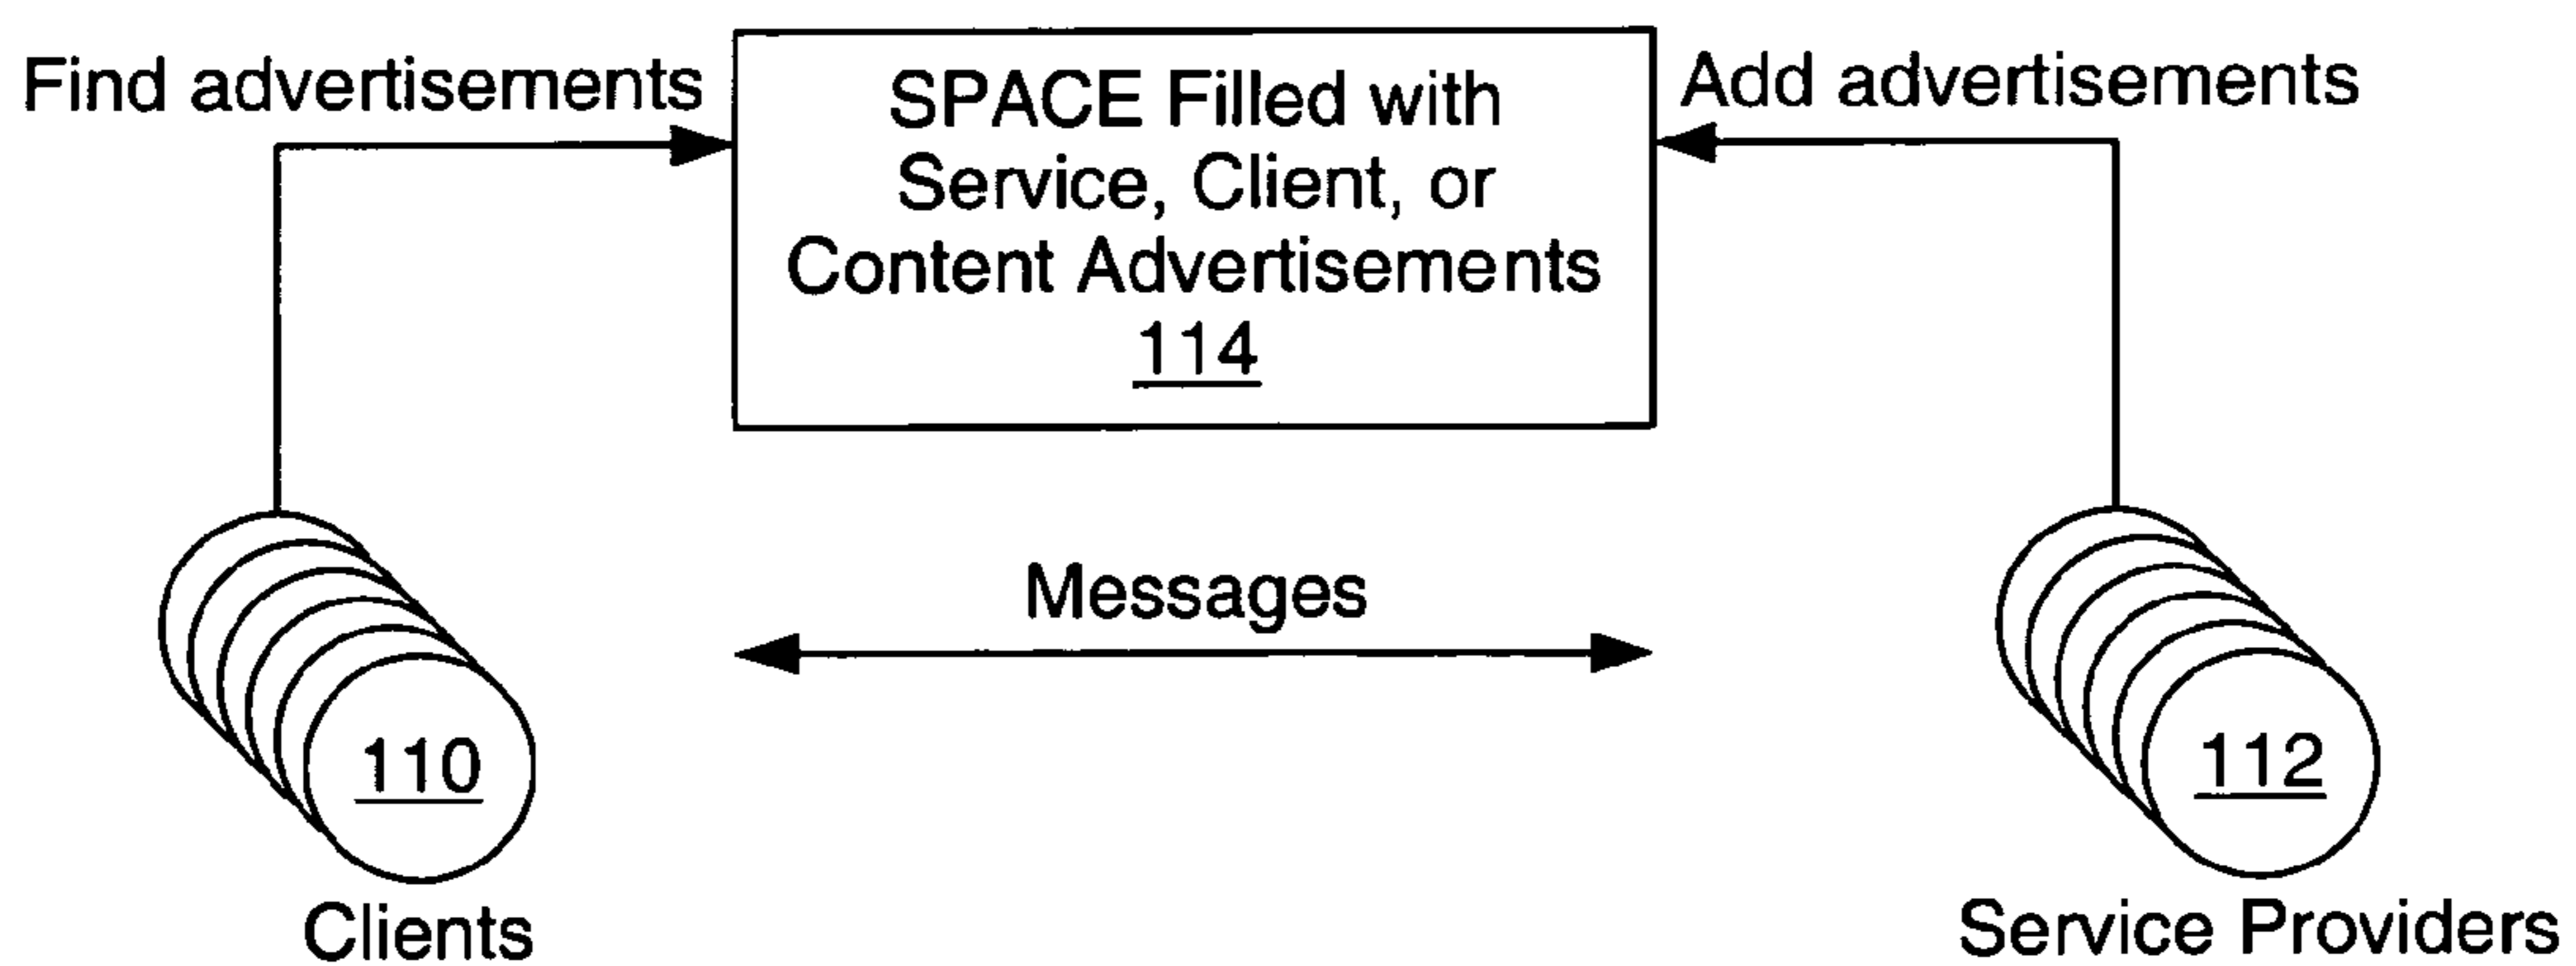 Find advertisements
SPACE Filled with
Service, Client, or
Content Advertisements
114
Add advertisements
Messages
110
Clients
112
Service Providers